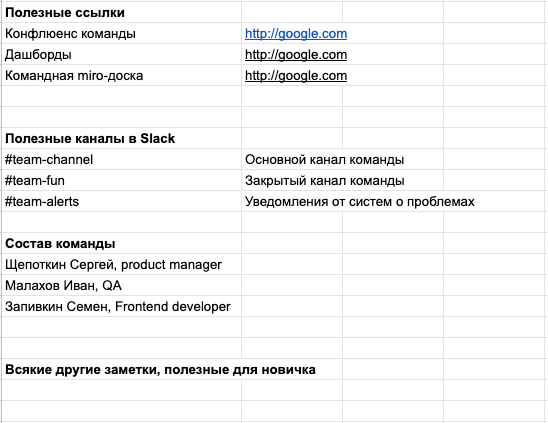 Полезные ссылки
Конфлюенс команды http://google.com
Дашборды http://google.com
Командная miro-доска http://google.com
Полезные каналы в Slack
#team-channel Основной канал команды
#team-fun Закрытый канал команды
#team-alerts Уведомления от систем о проблемах
Состав команды
Щепоткин Сергей, product manager
Малахов Иван, QA
Запивкин Семен, Frontend developer
Всякие другие заметки, полезные для новичка